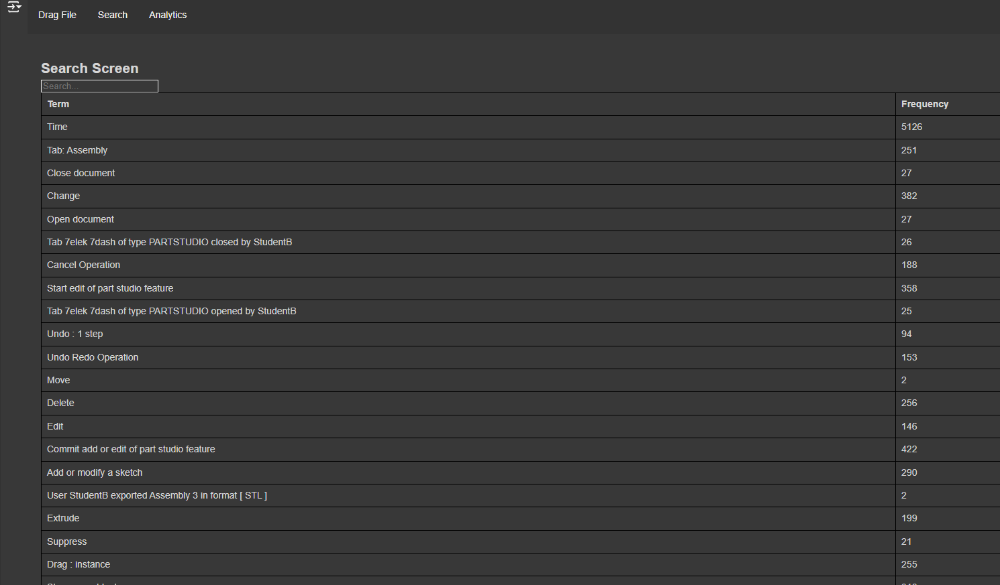 Drag File Search Analytics
Search Screen
Search...
Term Frequency
Time 5126
Tab: Assembly 251
Close document 27
Change 382
Open document 27
Tab 7elek 7dash of type PARTSTUDIO closed by StudentB 26
Cancel Operation 188
Start edit of part studio feature 358
Tab 7elek 7dash of type PARTSTUDIO opened by StudentB 25
Undo : 1 step 94
Undo Redo Operation 153
Move 2
Delete 256
Edit 146
Commit add or edit of part studio feature 422
Add or modify a sketch 290
User StudentB exported Assembly 3 in format [ STL ] 2
Extrude 199
Suppress 21
Drag : instance 255